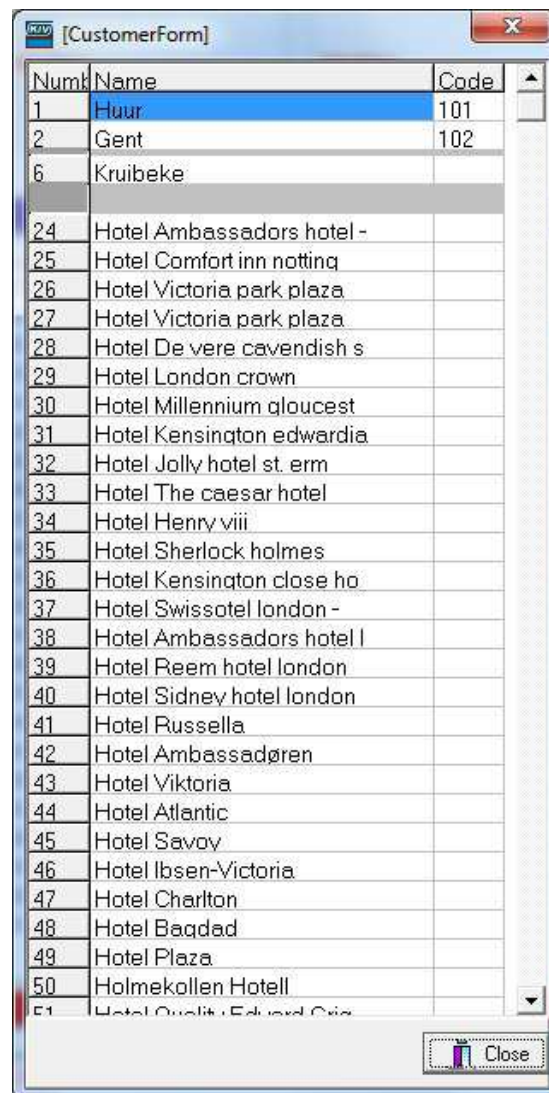 KIV [CustomerForm]
Numb Name Code
1 Huur 101
2 Gent 102
6 Kruibeke
24 Hotel Ambassadors hotel -
25 Hotel Comfort inn notting
26 Hotel Victoria park plaza
27 Hotel Victoria park plaza
28 Hotel De vere cavendish s
29 Hotel London crown
30 Hotel Millennium gloucest
31 Hotel Kensington edwardia
32 Hotel Jolly hotel st. erm
33 Hotel The caesar hotel
34 Hotel Henry viii
35 Hotel Sherlock holmes
36 Hotel Kensington close ho
37 Hotel Swissotel london -
38 Hotel Ambassadors hotel l
39 Hotel Reem hotel london
40 Hotel Sidney hotel london
41 Hotel Russella
42 Hotel Ambassadøren
43 Hotel Viktoria
44 Hotel Atlantic
45 Hotel Savoy
46 Hotel Ibsen-Victoria
47 Hotel Charlton
48 Hotel Bagdad
49 Hotel Plaza
50 Holmekollen Hotell
51 Hotel Quality Edvard Grig
Close